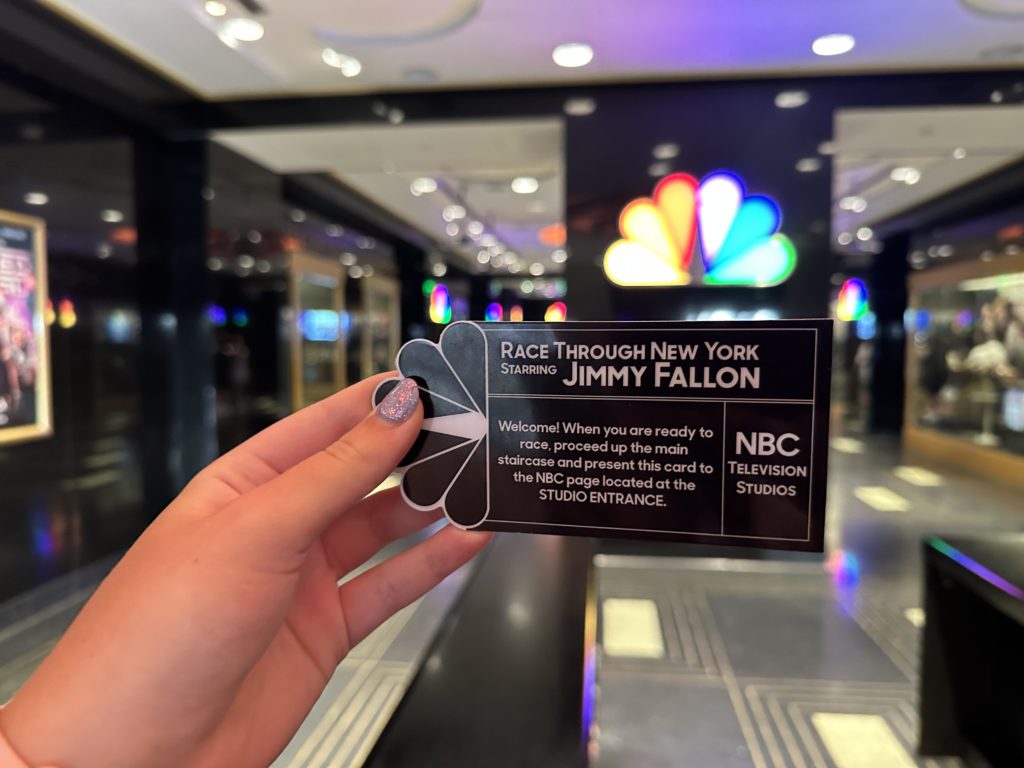 RACE THROUGH NEW YORK
STARRING JIMMY FALLON
Welcome! When you are ready to
race, proceed up the main
staircase and present this card to
the NBC page located at the
STUDIO ENTRANCE.
NBC
TELEVISION
STUDIOS